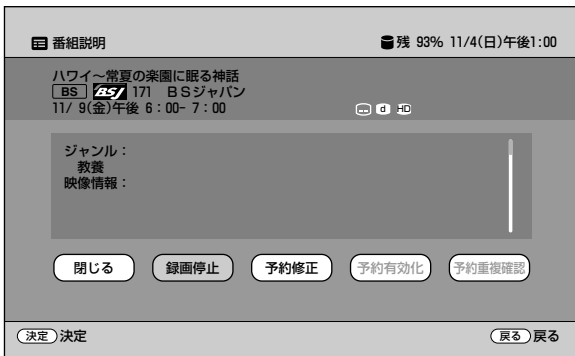 番組説明
残 93% 11/4(日)午後1:00
ハワイ～常夏の楽園に眠る神話
BS BSJ 171 BSジャパン
11/ 9(金)午後 6：00- 7：00 d HD
ジャンル：
教養
映像情報：
閉じる 録画停止 予約修正 予約有効化 予約重複確認
決定 決定
戻る 戻る